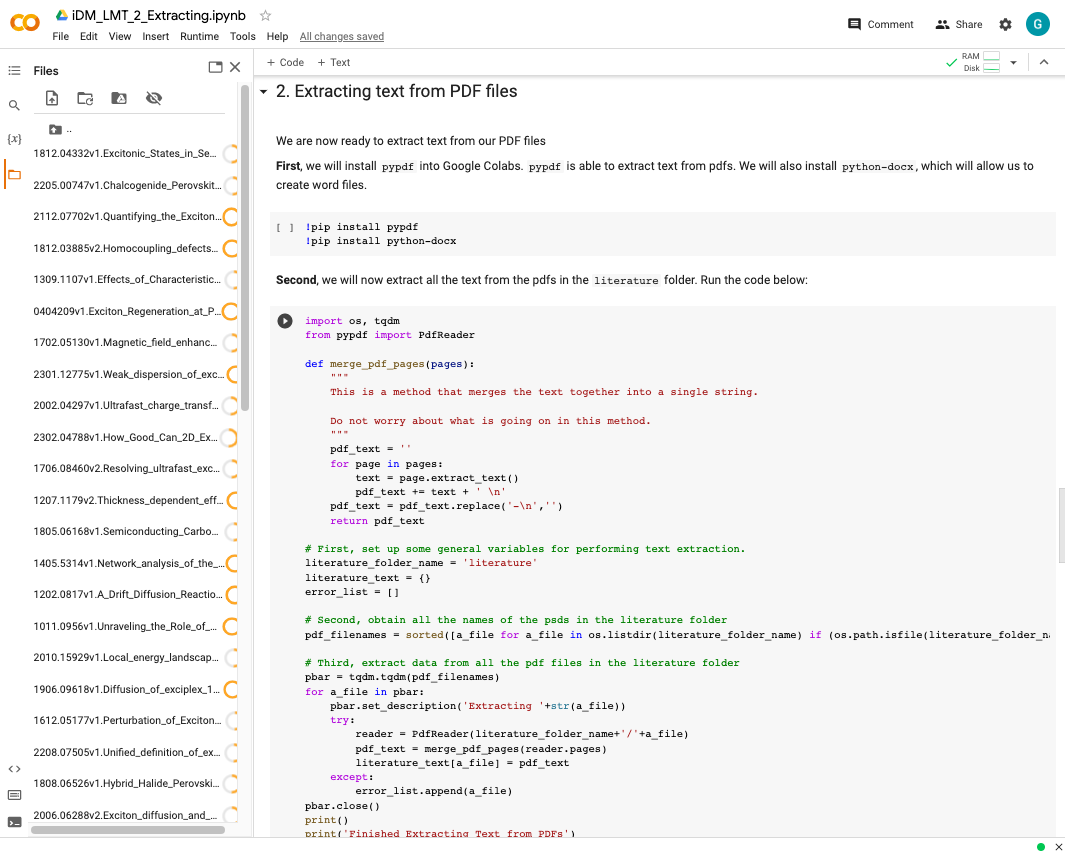 iDM_LMT_2_Extracting.ipynb
File Edit View Insert Runtime Tools Help All changes saved
Comment Share G
Files
+ Code + Text
RAM
Disk
{x}
..
1812.04332v1.Excitonic_States_in_Se...
2205.00747v1.Chalcogenide_Perovskit...
2112.07702v1.Quantifying_the_Exciton...
1812.03885v2.Homocoupling_defects...
1309.1107v1.Effects_of_Characteristic...
0404209v1.Exciton_Regeneration_at_P...
1702.05130v1.Magnetic_field_enhanc...
2301.12775v1.Weak_dispersion_of_exc...
2002.04297v1.Ultrafast_charge_transf...
2302.04788v1.How_Good_Can_2D_Ex...
1706.08460v2.Resolving_ultrafast_exc...
1207.1179v2.Thickness_dependent_eff...
1805.06168v1.Semiconducting_Carbo...
1405.5314v1.Network_analysis_of_the_...
1202.0817v1.A_Drift_Diffusion_Reactio...
1011.0956v1.Unraveling_the_Role_of_...
2010.15929v1.Local_energy_landscap...
1906.09618v1.Diffusion_of_exciplex_1...
1612.05177v1.Perturbation_of_Exciton...
2208.07505v1.Unified_definition_of_ex...
1808.06526v1.Hybrid_Halide_Perovski...
2006.06288v2.Exciton_diffusion_and_...
2. Extracting text from PDF files
We are now ready to extract text from our PDF files
First, we will install pypdf into Google Colabs. pypdf is able to extract text from pdfs. We will also install python-docx, which will allow us to
create word files.
[ ] !pip install pypdf
!pip install python-docx
Second, we will now extract all the text from the pdfs in the literature folder. Run the code below:
import os, tqdm
from pypdf import PdfReader
def merge_pdf_pages(pages):
"""
This is a method that merges the text together into a single string.
Do not worry about what is going on in this method.
"""
pdf_text = ''
for page in pages:
text = page.extract_text()
pdf_text += text + ' \n'
pdf_text = pdf_text.replace('-\n','')
return pdf_text
# First, set up some general variables for performing text extraction.
literature_folder_name = 'literature'
literature_text = {}
error_list = []
# Second, obtain all the names of the psds in the literature folder
pdf_filenames = sorted([a_file for a_file in os.listdir(literature_folder_name) if (os.path.isfile(literature_folder_n
# Third, extract data from all the pdf files in the literature folder
pbar = tqdm.tqdm(pdf_filenames)
for a_file in pbar:
pbar.set_description('Extracting '+str(a_file))
try:
reader = PdfReader(literature_folder_name+'/'+a_file)
pdf_text = merge_pdf_pages(reader.pages)
literature_text[a_file] = pdf_text
except:
error_list.append(a_file)
pbar.close()
print()
print('Finished Extracting Text from PDFs')